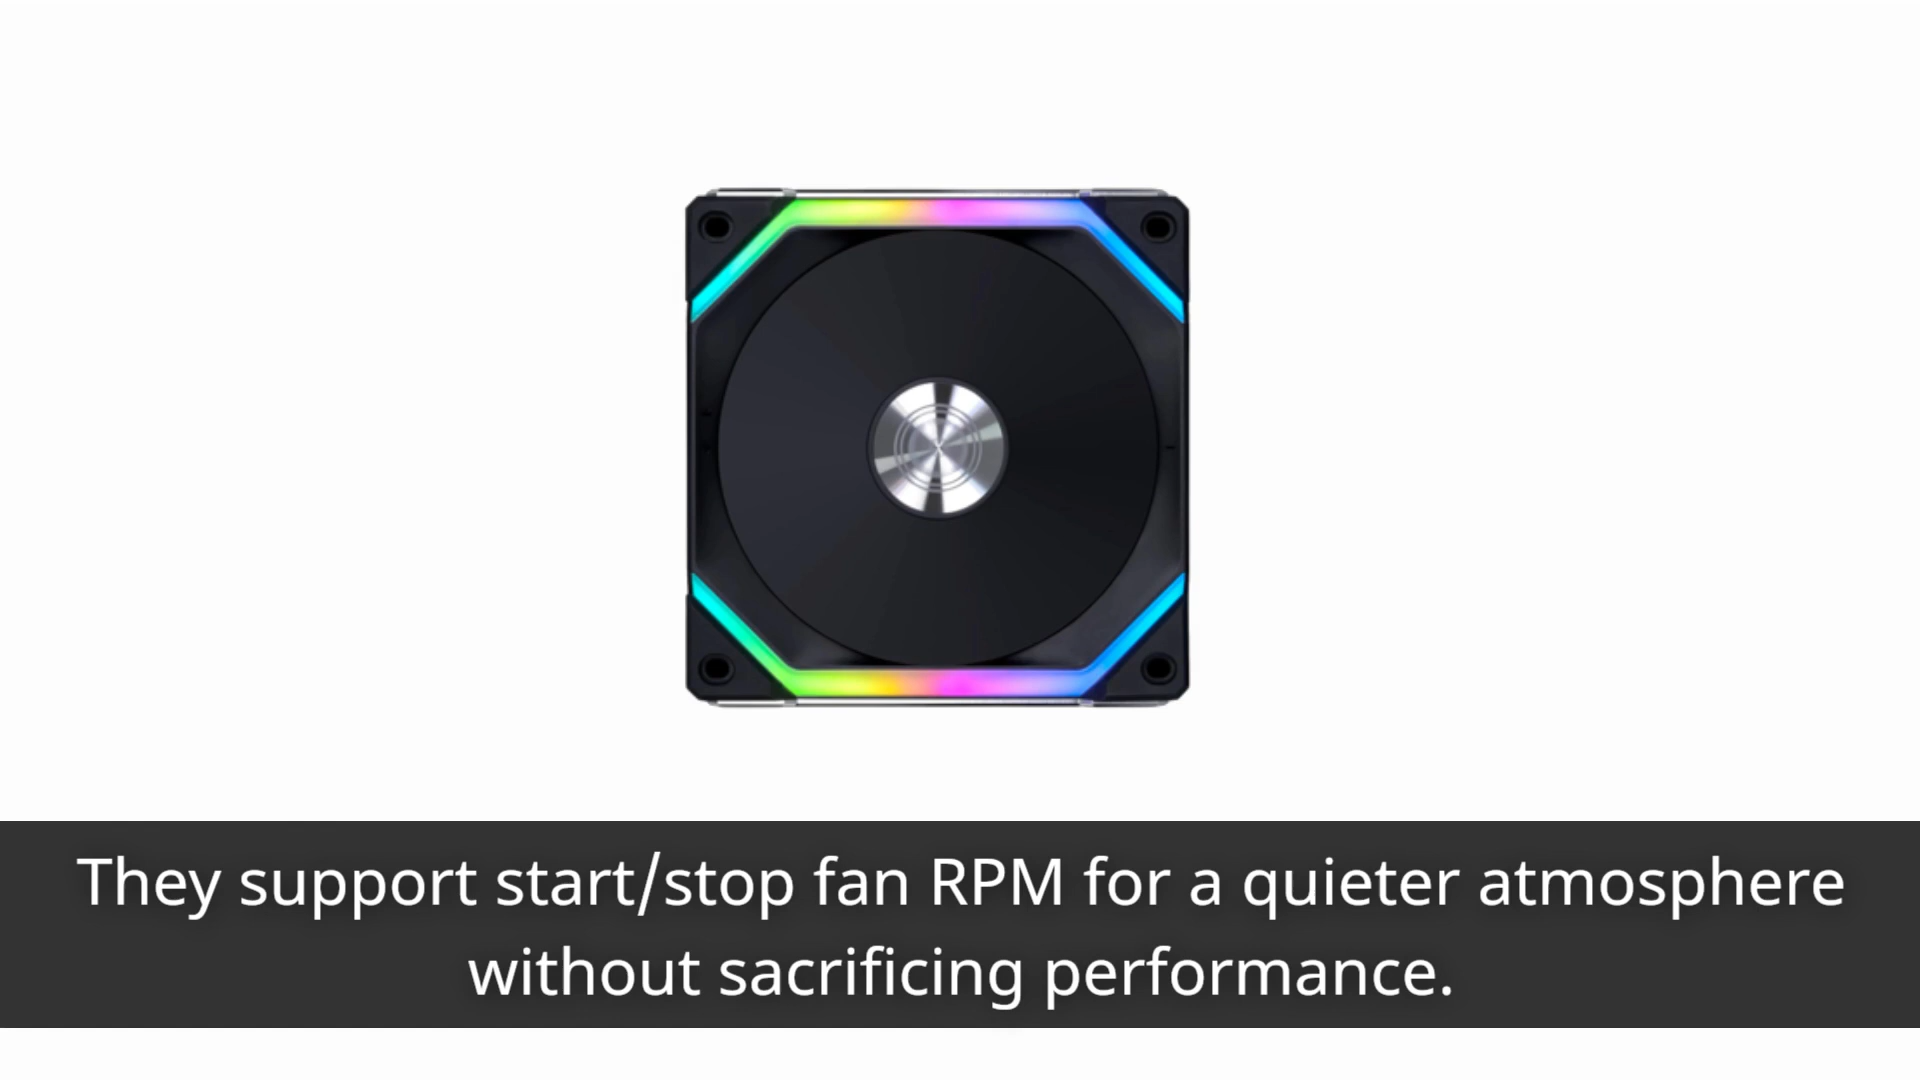 They support start/stop fan RPM for a quieter atmosphere
without sacrificing performance.